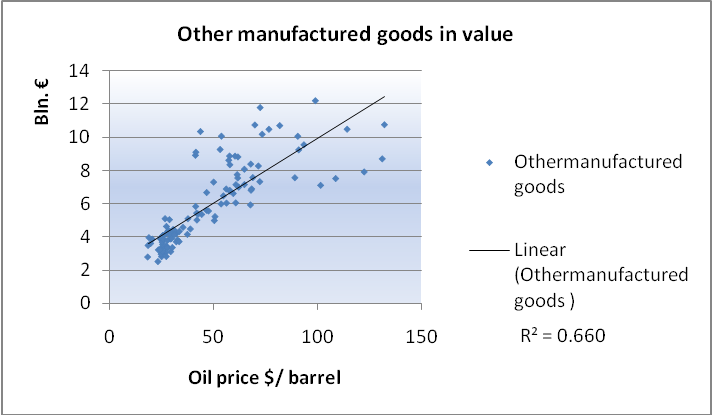 Other manufactured goods in value
Bln. €
14
12
10
8
6
4
2
0
0 50 100 150
Oil price $/ barrel
Othermanufactured
goods
Linear
(Othermanufactured
goods )
R² = 0.660